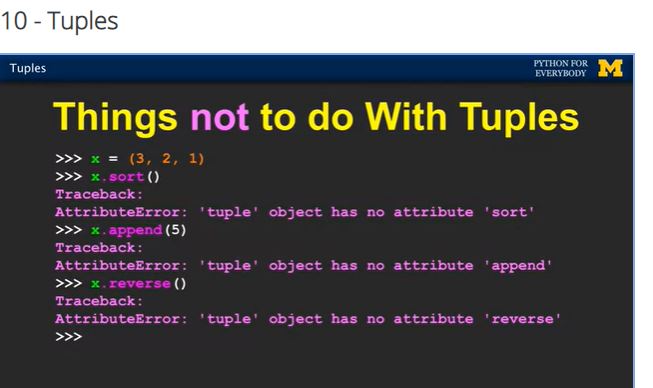 10 - Tuples
Tuples
PYTHON FOR
EVERYBODY
M
Things not to do With Tuples
>>> x = (3, 2, 1)
>>> x.sort()
Traceback:
AttributeError: 'tuple' object has no attribute 'sort'
>>> x.append(5)
Traceback:
AttributeError: 'tuple' object has no attribute 'append'
>>> x.reverse()
Traceback:
AttributeError: 'tuple' object has no attribute 'reverse'
>>>